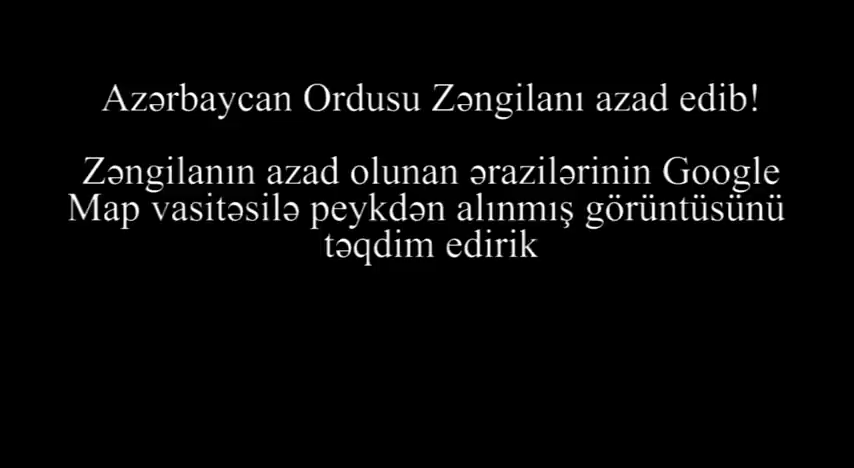 Azərbaycan Ordusu Zəngilanı azad edib!
Zəngilanın azad olunan ərazilərinin Google
Map vasitəsilə peykdən alınmış görüntüsünü
təqdim edirik